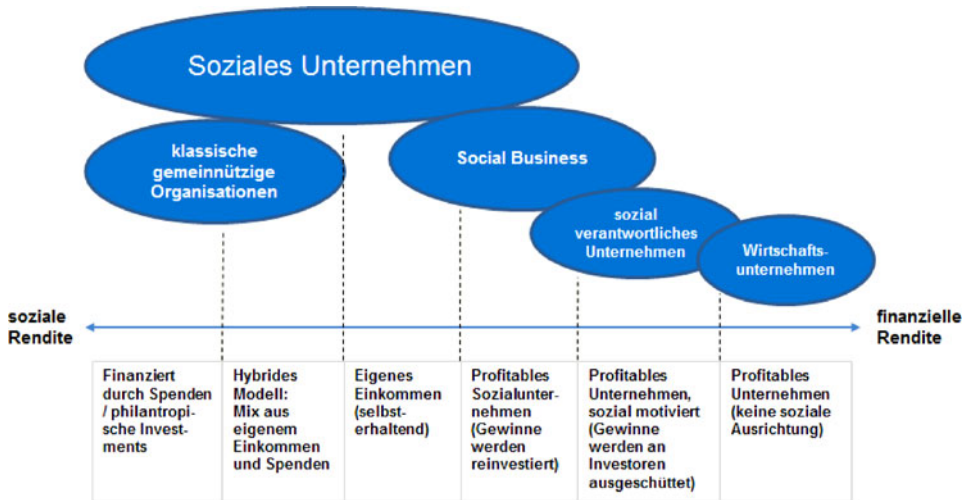 Soziales Unternehmen
klassische
gemeinnützige
Organisationen
Social Business
sozial
verantwortliches
Unternehmen
Wirtschafts-
unternehmen
soziale
Rendite
finanzielle
Rendite
Finanziert
durch Spenden
/ philantropi-
sche Invest-
ments
Hybrides
Modell:
Mix aus
eigenem
Einkommen
und Spenden
Eigenes
Einkommen
(selbst-
erhaltend)
Profitables
Sozialunter-
nehmen
(Gewinne
werden
reinvestiert)
Profitables
Unternehmen,
sozial motiviert
(Gewinne
werden an
Investoren
ausgeschüttet)
Profitables
Unternehmen
(keine soziale
Ausrichtung)